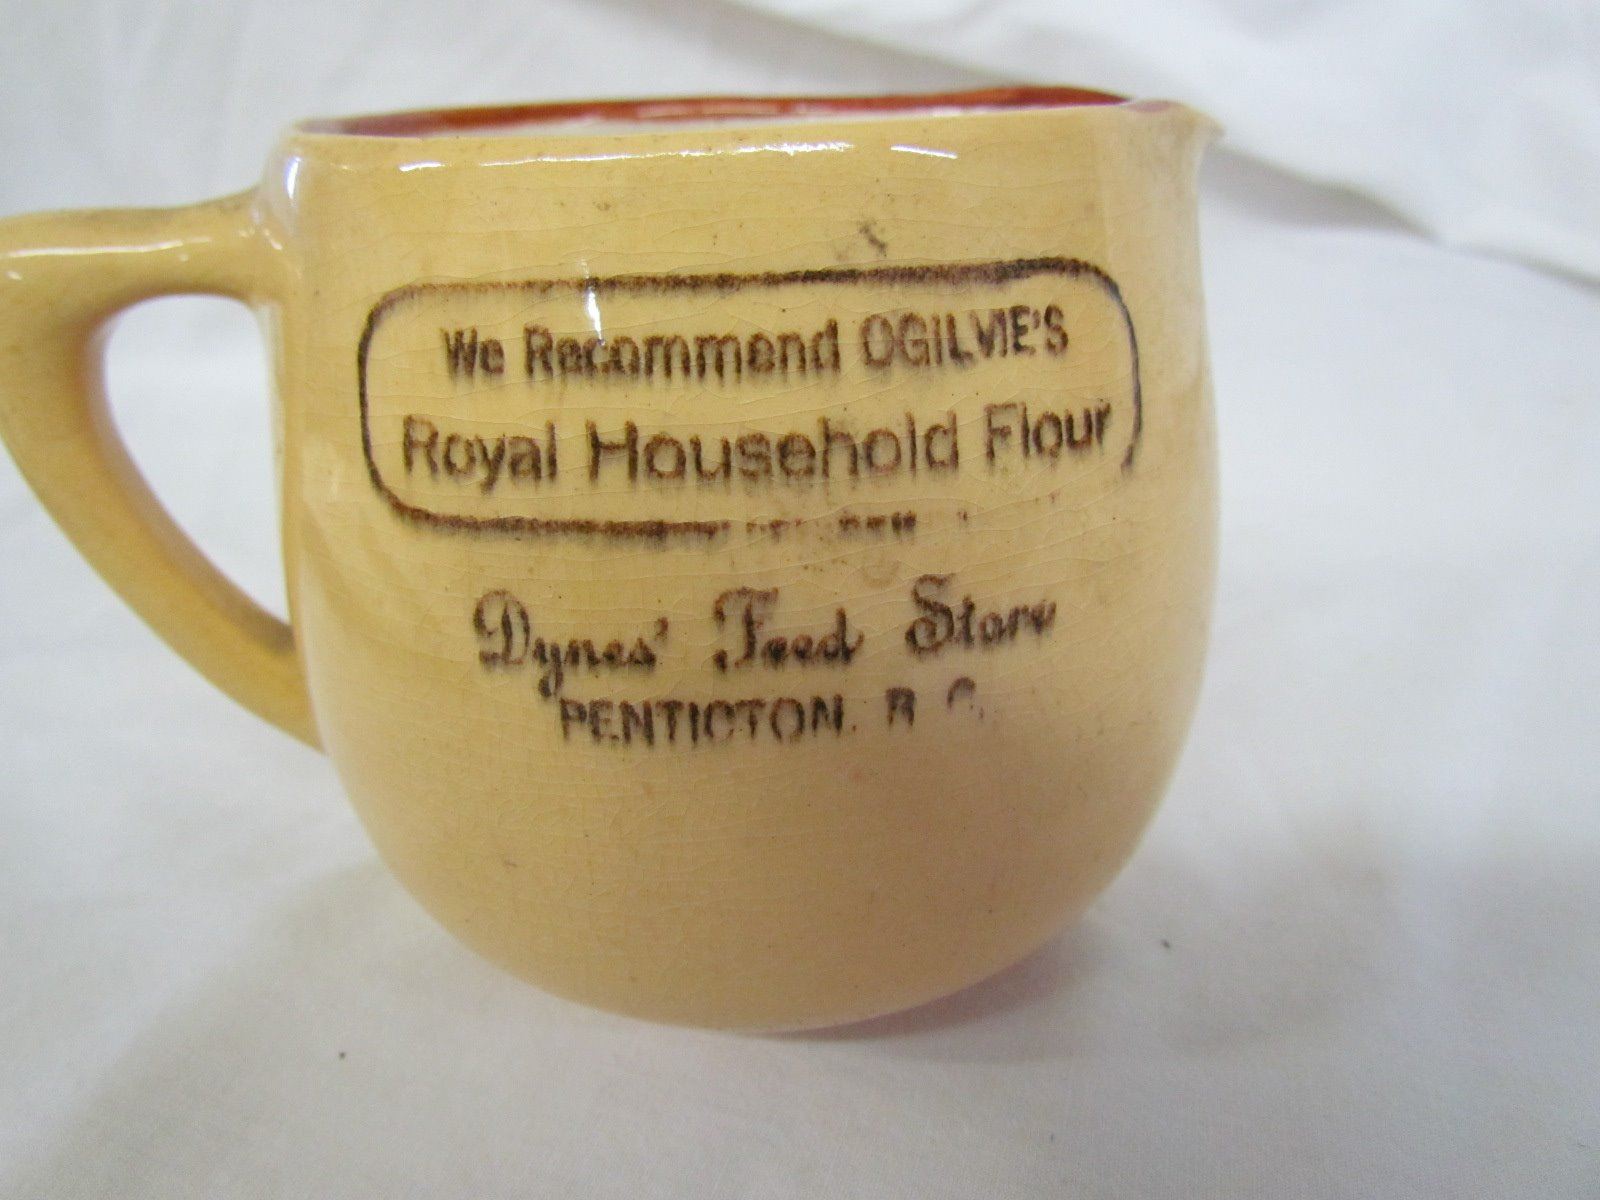 We Recommend OGILVIE'S
Royal Household Flour
Dynes' Feed Store
PENTICTON. B C.